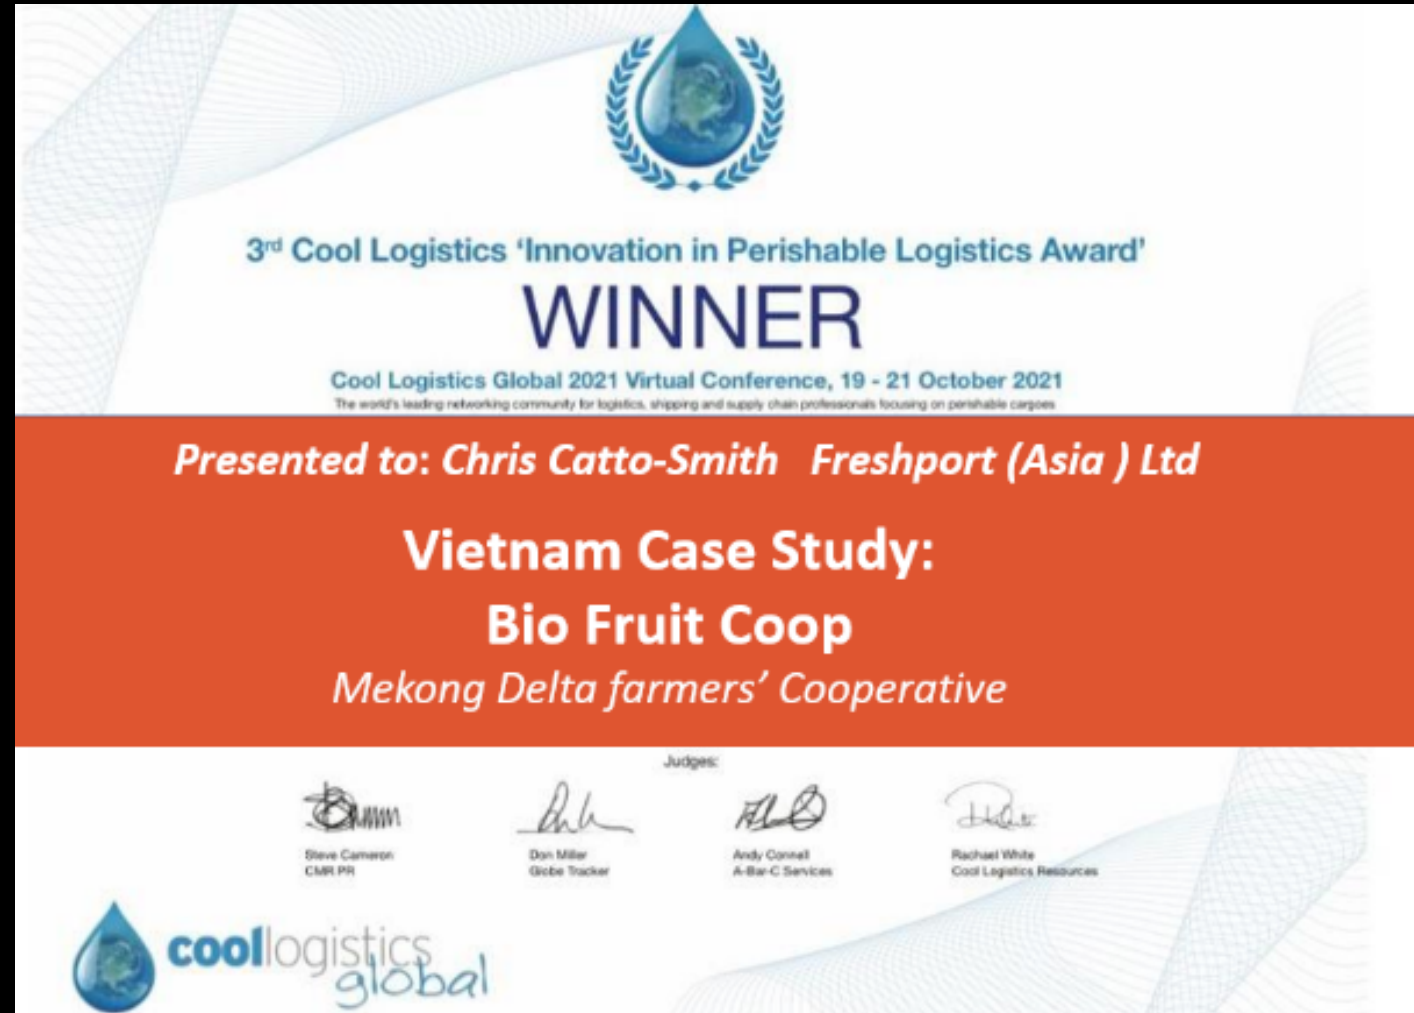 3rd Cool Logistics ‘Innovation in Perishable Logistics Award’
WINNER
Cool Logistics Global 2021 Virtual Conference, 19 - 21 October 2021
The world's leading networking community for logistics, shipping and supply chain professionals focusing on perishable cargoes
Presented to: Chris Catto-Smith   Freshport (Asia ) Ltd
Vietnam Case Study:
Bio Fruit Coop
Mekong Delta farmers’ Cooperative
Judges:
Steve Cameron
CMR PR
Don Miller
Globe Tracker
Andy Connell
A-Bar-C Services
Rachael White
Cool Logistics Resources
coollogistics
global